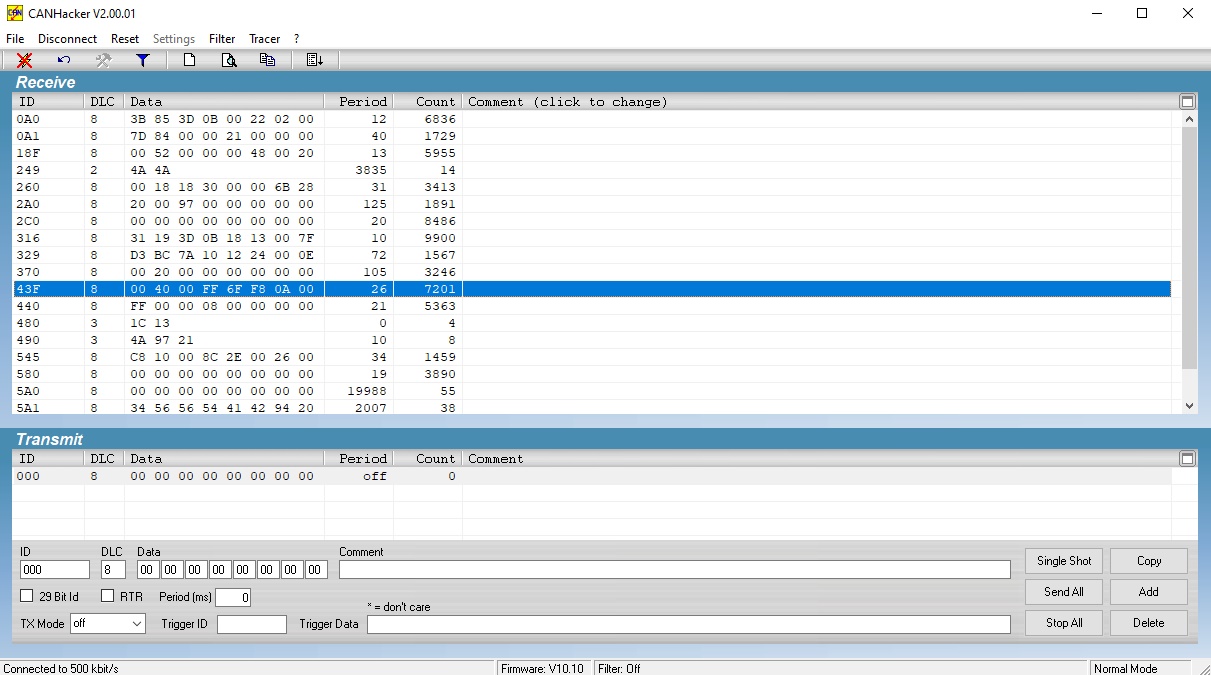 CANHacker V2.00.01
File Disconnect Reset Settings Filter Tracer ?
Receive
ID DLC Data Period Count Comment (click to change)
0A0 8 3B 85 3D 0B 00 22 02 00 12 6836
0A1 8 7D 84 00 00 21 00 00 00 40 1729
18F 8 00 52 00 00 00 48 00 20 13 5955
249 2 4A 4A 3835 14
260 8 00 18 18 30 00 00 6B 28 31 3413
2A0 8 20 00 97 00 00 00 00 00 125 1891
2C0 8 00 00 00 00 00 00 00 00 20 8486
316 8 31 19 3D 0B 18 13 00 7F 10 9900
329 8 D3 BC 7A 10 12 24 00 0E 72 1567
370 8 00 20 00 00 00 00 00 00 105 3246
43F 8 00 40 00 FF 6F F8 0A 00 26 7201
440 8 FF 00 00 08 00 00 00 00 21 5363
480 3 1C 13 0 4
490 3 4A 97 21 10 8
545 8 C8 10 00 8C 2E 00 26 00 34 1459
580 8 00 00 00 00 00 00 00 00 19 3890
5A0 8 00 00 00 00 00 00 00 00 19988 55
5A1 8 34 56 56 54 41 42 94 20 2007 38
Transmit
ID DLC Data Period Count Comment
000 8 00 00 00 00 00 00 00 00 off 0
ID DLC Data Comment
000 8 00 00 00 00 00 00 00 00 Single Shot Copy
29 Bit Id RTR Period (ms) 0 * = don't care Send All Add
TX Mode off Trigger ID Trigger Data Stop All Delete
Connected to 500 kbit/s Firmware: V10.10 Filter: Off Normal Mode